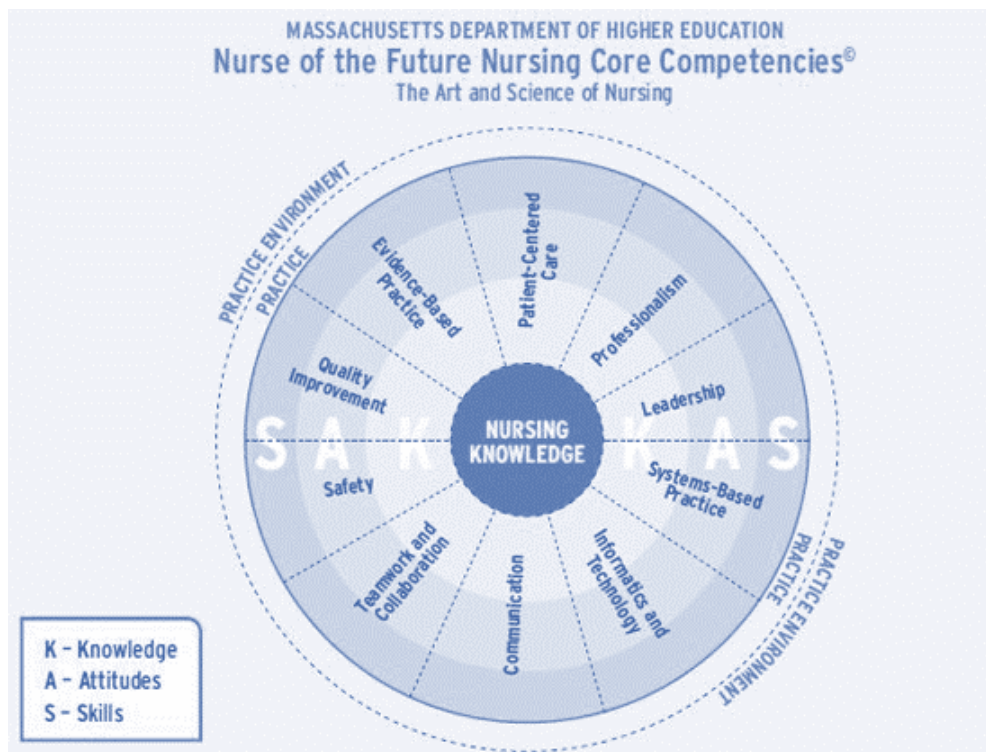 MASSACHUSETTS DEPARTMENT OF HIGHER EDUCATION
Nurse of the Future Nursing Core Competencies©
The Art and Science of Nursing
PRACTICE ENVIRONMENT
PRACTICE
Patient-Centered
Care
Professionalism
Leadership
Systems-Based
Practice
Informatics and
Technology
Communication
Teamwork and
Collaboration
Safety
Quality
Improvement
Evidence-Based
Practice
S A K
NURSING
KNOWLEDGE
K A S
PRACTICE
PRACTICE ENVIRONMENT
K – Knowledge
A – Attitudes
S – Skills